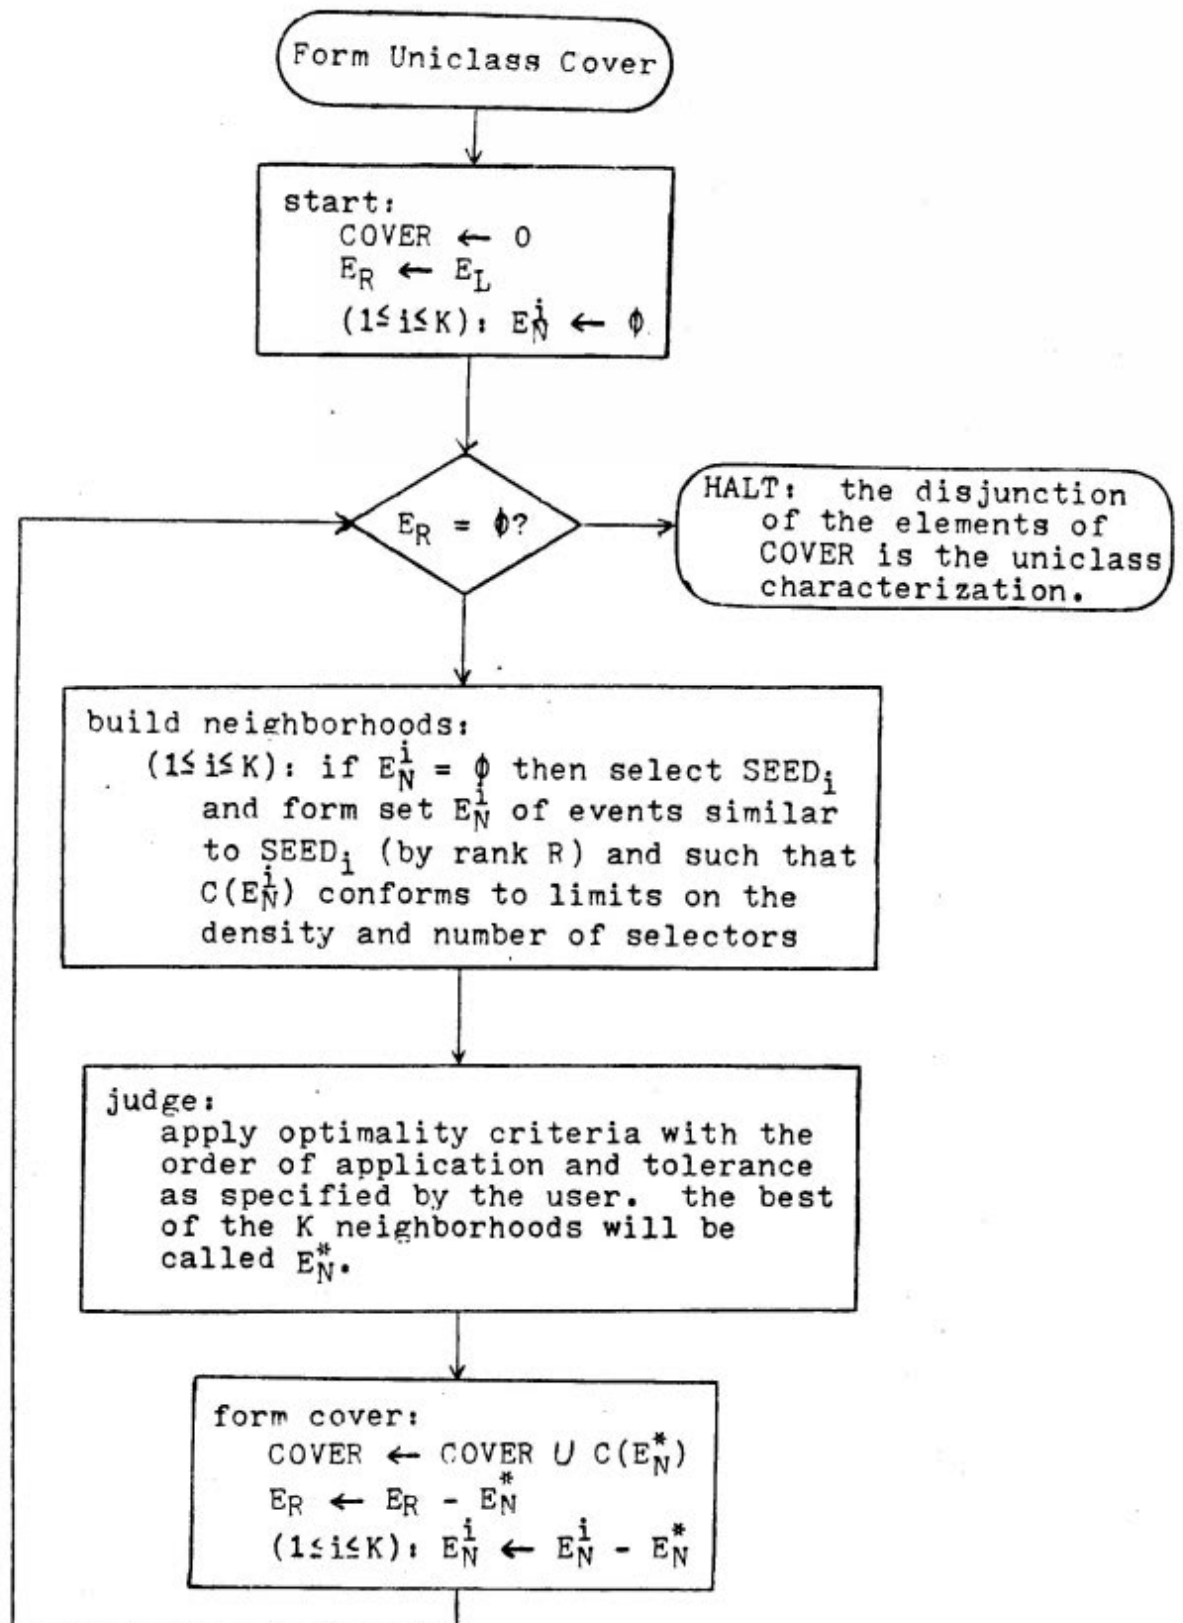 Form Uniclass Cover
start:
COVER ← 0
E_R ← E_L
(1≤i≤K): E_N^i ← ϕ
E_R = ϕ?
HALT: the disjunction
of the elements of
COVER is the uniclass
characterization.
build neighborhoods:
(1≤i≤K): if E_N^i = ϕ then select SEED_i
and form set E_N^i of events similar
to SEED_i (by rank R) and such that
C(E_N^i) conforms to limits on the
density and number of selectors
judge:
apply optimality criteria with the
order of application and tolerance
as specified by the user. the best
of the K neighborhoods will be
called E_N^*.
form cover:
COVER ← COVER ∪ C(E_N^*)
E_R ← E_R - E_N^*
(1≤i≤K): E_N^i ← E_N^i - E_N^*